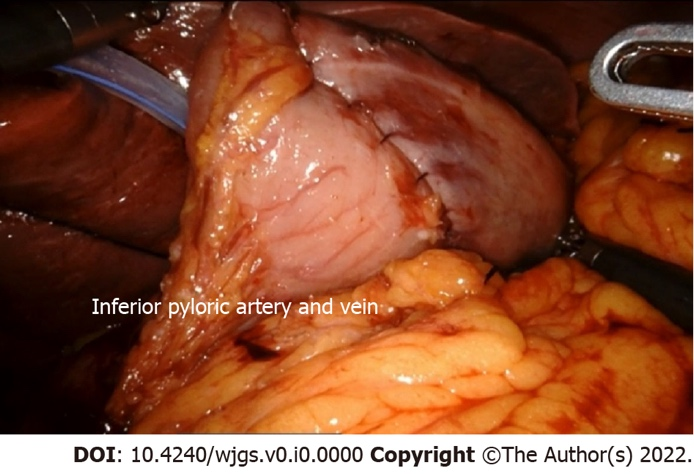 Inferior pyloric artery and vein
DOI: 10.4240/wjgs.v0.i0.0000 Copyright ©The Author(s) 2022.